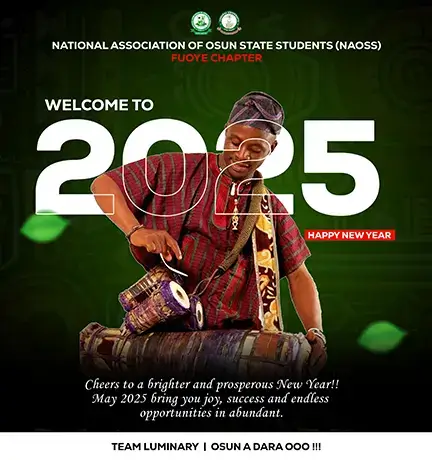 NATIONAL ASSOCIATION OF OSUN STATE STUDENTS (NAOSS)
FUOYE CHAPTER
WELCOME TO
2025
HAPPY NEW YEAR
Cheers to a brighter and prosperous New Year!!
May 2025 bring you joy, success and endless
opportunities in abundant.
TEAM LUMINARY | OSUN A DARA OOO !!!